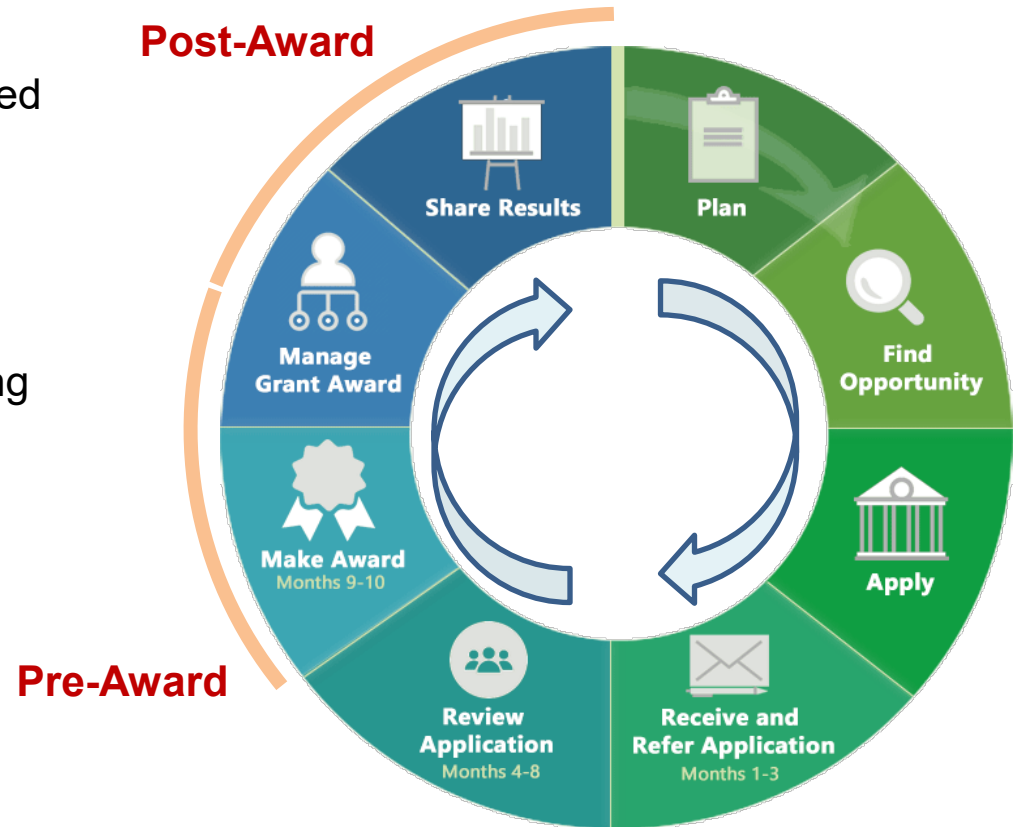 Post-Award
ed
ng
Pre-Award
Share Results
Plan
Find
Opportunity
Apply
Receive and
Refer Application
Months 1-3
Review
Application
Months 4-8
Make Award
Months 9-10
Manage
Grant Award